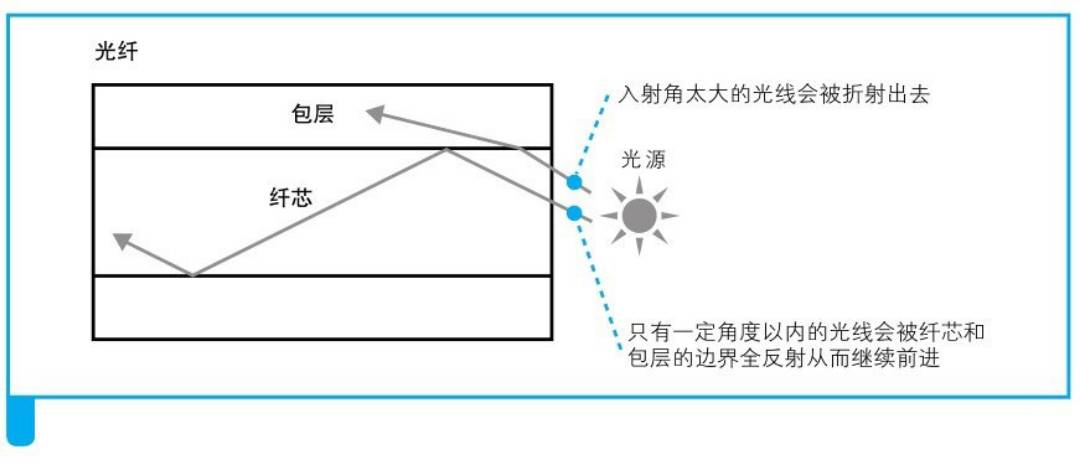 光纤
入射角太大的光线会被折射出去
包层
光源
纤芯
只有一定角度以内的光线会被纤芯和
包层的边界全反射从而继续前进